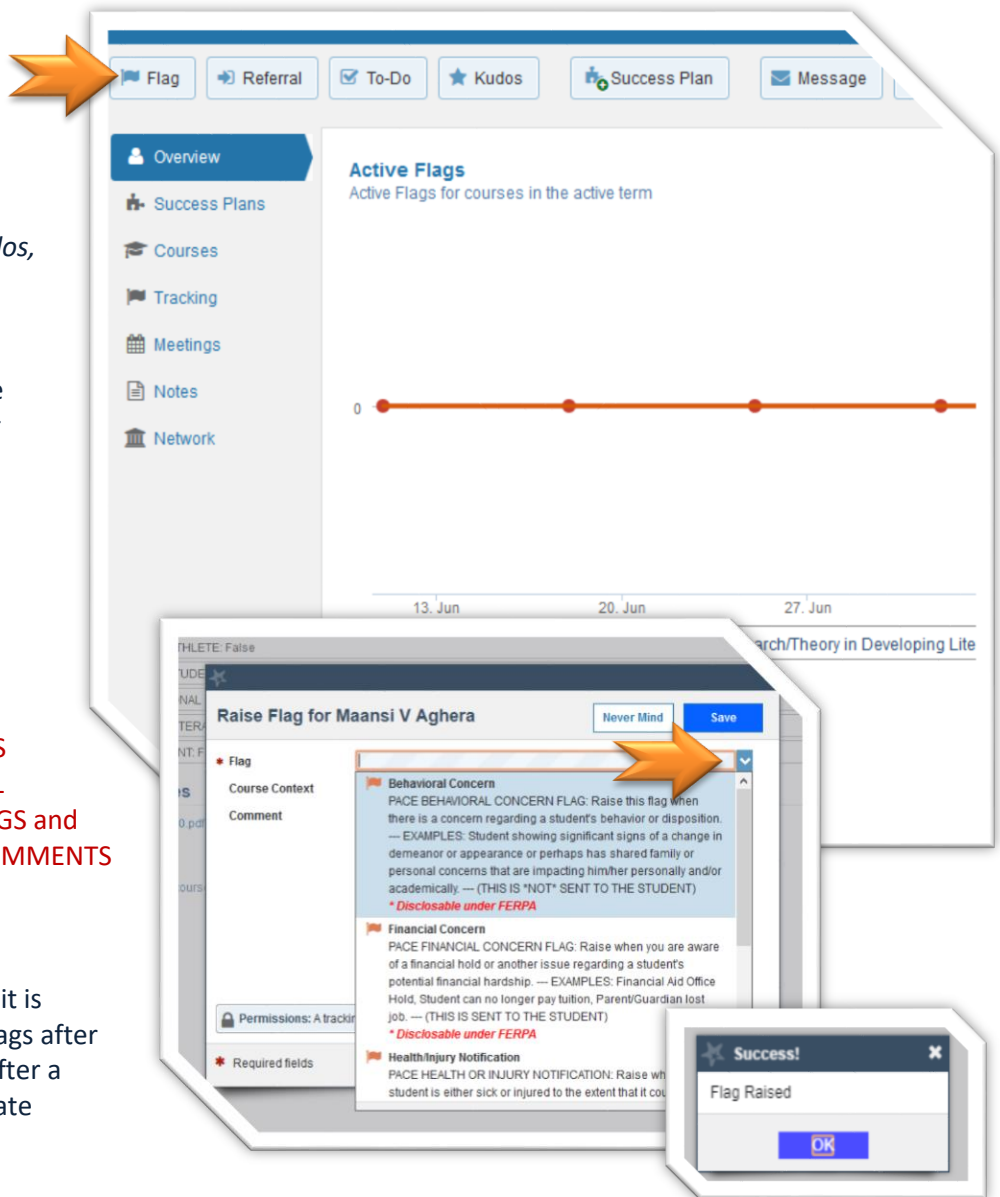 Flag
Referral
To-Do
Kudos
Success Plan
Message
Overview
Success Plans
Courses
Tracking
Meetings
Notes
Network
Active Flags
Active Flags for courses in the active term
0
13. Jun
20. Jun
27. Jun
arch/Theory in Developing Lite
and
MMENTS
it is
ags after
fter a
ate
THLETE: False
TUDE
NAL
TERA
NT: F
Raise Flag for Maansi V Aghera
Never Mind
Save
* Flag
Course Context
Comment
Behavioral Concern
PACE BEHAVIORAL CONCERN FLAG: Raise this flag when
there is a concern regarding a student's behavior or disposition.
--- EXAMPLES: Student showing significant signs of a change in
demeanor or appearance or perhaps has shared family or
personal concerns that are impacting him/her personally and/or
academically. --- (THIS IS *NOT* SENT TO THE STUDENT)
* Disclosable under FERPA
Financial Concern
PACE FINANCIAL CONCERN FLAG: Raise when you are aware
of a financial hold or another issue regarding a student's
potential financial hardship. --- EXAMPLES: Financial Aid Office
Hold, Student can no longer pay tuition, Parent/Guardian lost
job. --- (THIS IS SENT TO THE STUDENT)
* Disclosable under FERPA
Health/Injury Notification
PACE HEALTH OR INJURY NOTIFICATION: Raise wh
student is either sick or injured to the extent that it cou
Permissions: A trackin
* Required fields
Success!
Flag Raised
OK